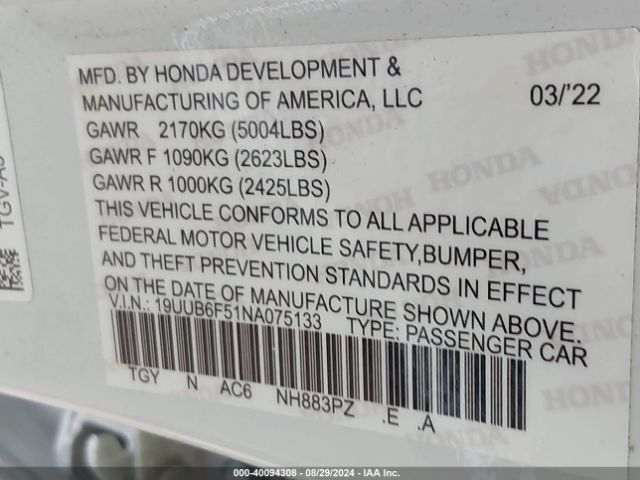 MFD. BY HONDA DEVELOPMENT &
MANUFACTURING OF AMERICA, LLC 03/'22
GAWR 2170KG (5004LBS)
GAWR F 1090KG (2623LBS)
GAWR R 1000KG (2425LBS)
THIS VEHICLE CONFORMS TO ALL APPLICABLE
FEDERAL MOTOR VEHICLE SAFETY,BUMPER,
AND THEFT PREVENTION STANDARDS IN EFFECT
ON THE DATE OF MANUFACTURE SHOWN ABOVE.
V.I.N.: 19UUB6F51NA075133 TYPE: PASSENGER CAR
TGY N AC6 NH883PZ .E .A
HONDA
000-40094308 - 08/29/2024 - IAA Inc.